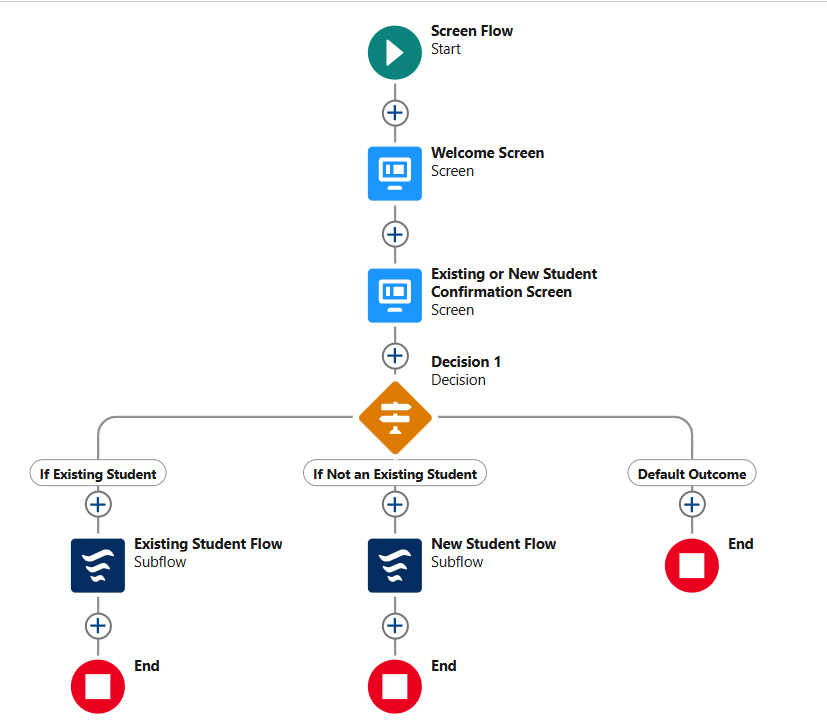 Screen Flow
Start
Welcome Screen
Screen
Existing or New Student
Confirmation Screen
Screen
Decision 1
Decision
If Existing Student
If Not an Existing Student
Default Outcome
Existing Student Flow
Subflow
New Student Flow
Subflow
End
End
End